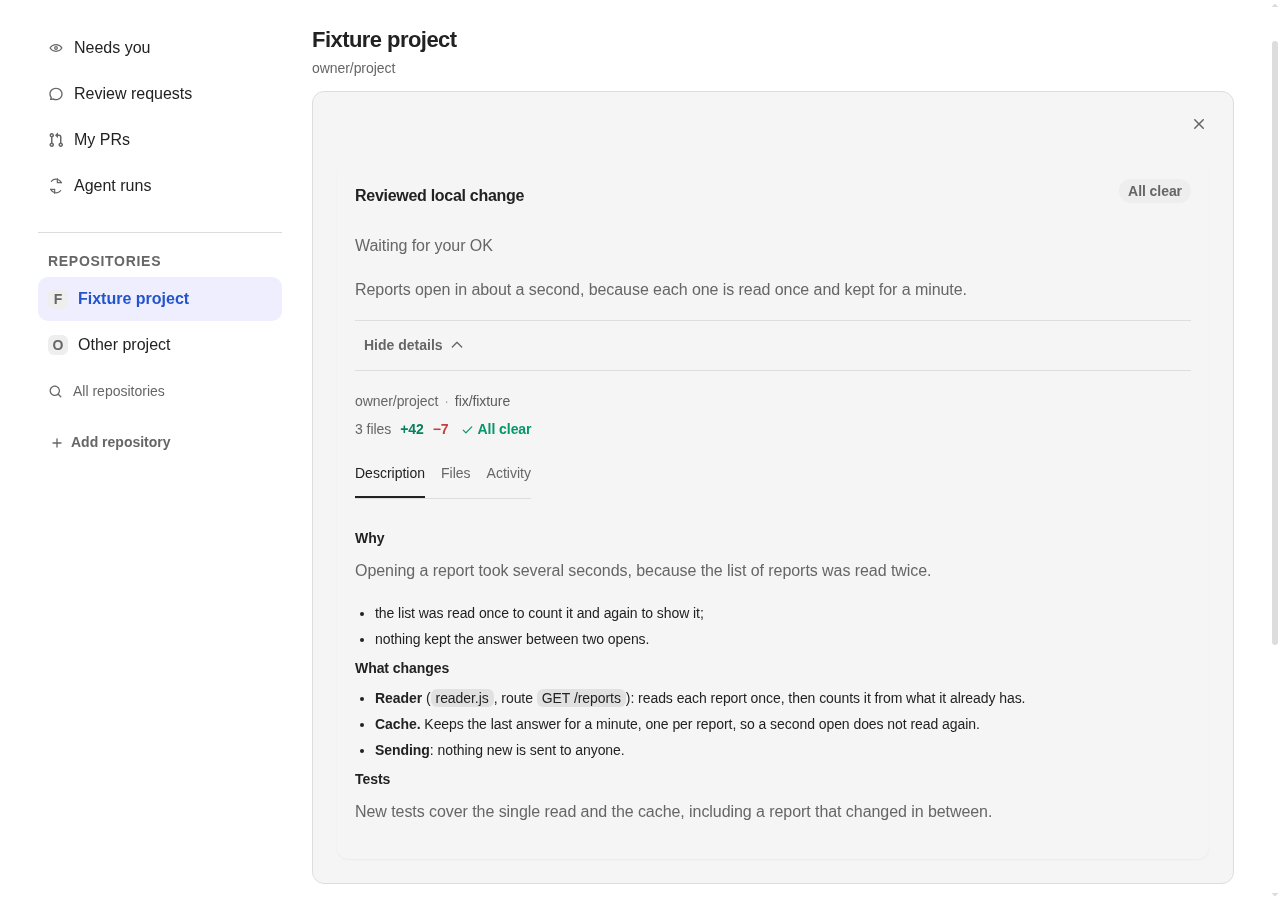 Needs you
Review requests
My PRs
Agent runs
REPOSITORIES
F Fixture project
O Other project
All repositories
Add repository
Fixture project
owner/project
Reviewed local change
All clear
Waiting for your OK
Reports open in about a second, because each one is read once and kept for a minute.
Hide details
owner/project · fix/fixture
3 files +42 −7 All clear
Description Files Activity
Why
Opening a report took several seconds, because the list of reports was read twice.
• the list was read once to count it and again to show it;
• nothing kept the answer between two opens.
What changes
• Reader (reader.js, route GET /reports): reads each report once, then counts it from what it already has.
• Cache. Keeps the last answer for a minute, one per report, so a second open does not read again.
• Sending: nothing new is sent to anyone.
Tests
New tests cover the single read and the cache, including a report that changed in between.